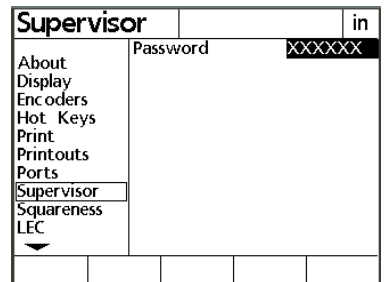 Supervisor in
Password XXXXXX
About
Display
Encoders
Hot Keys
Print
Printouts
Ports
Supervisor
Squareness
LEC